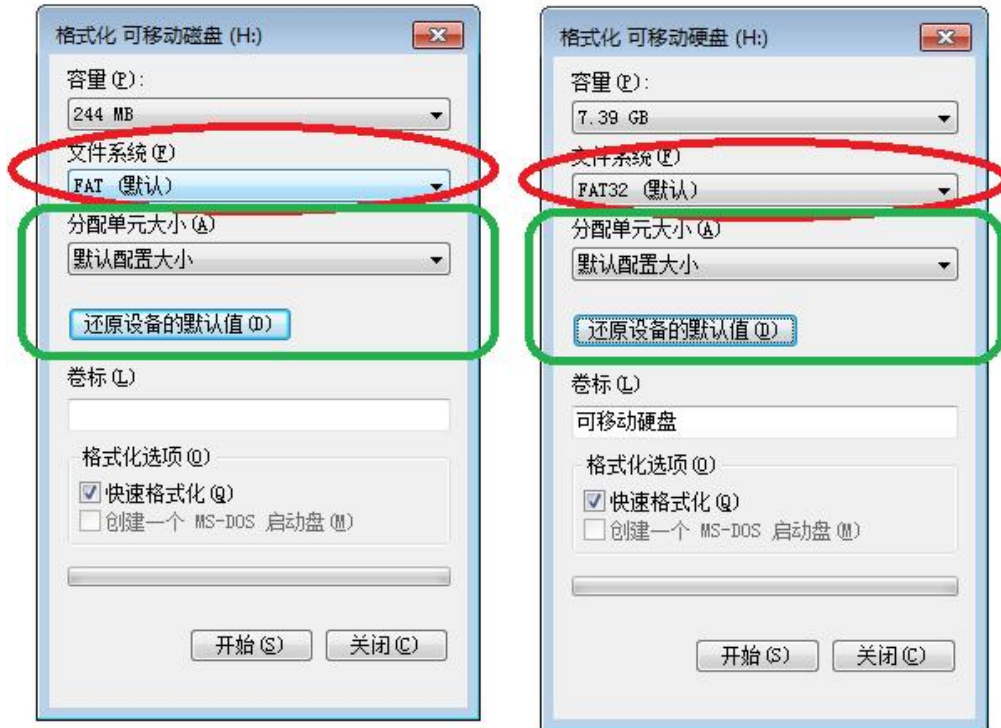 格式化 可移动磁盘 (H:)
容量(P):
244 MB
文件系统(F)
FAT (默认)
分配单元大小(A)
默认配置大小
还原设备的默认值(D)
卷标(L)
格式化选项(O)
快速格式化(Q)
创建一个 MS-DOS 启动盘(M)
开始(S)
关闭(C)
格式化 可移动硬盘 (H:)
容量(P):
7.39 GB
文件系统(F)
FAT32 (默认)
分配单元大小(A)
默认配置大小
还原设备的默认值(D)
卷标(L)
可移动硬盘
格式化选项(O)
快速格式化(Q)
创建一个 MS-DOS 启动盘(M)
开始(S)
关闭(C)